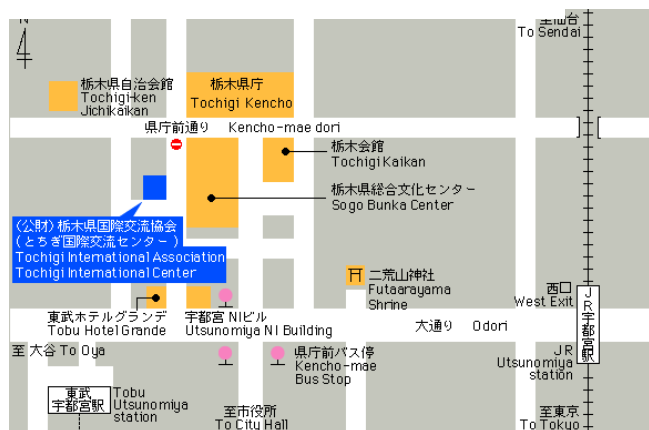 N
至仙台
To Sendai
栃木県自治会館
Tochigi-ken
Jichikaikan
栃木県庁
Tochigi Kencho
県庁前通り Kencho-mae dori
栃木会館
Tochigi Kaikan
栃木県総合文化センター
Sogo Bunka Center
(公財)栃木県国際交流協会
(とちぎ国際交流センター)
Tochigi International Association
Tochigi International Center
二荒山神社
Futaarayama
Shrine
西口
West Exit
JR宇都宮駅
東武ホテルグランデ
Tobu Hotel Grande
宇都宮 NIビル
Utsunomiya NI Building
大通り Odori
至 大谷 To Oya
県庁前バス停
Kencho-mae
Bus Stop
JR
Utsunomiya
station
東武
宇都宮駅
Tobu
Utsunomiya
station
至市役所
To City Hall
至東京
To Tokyo